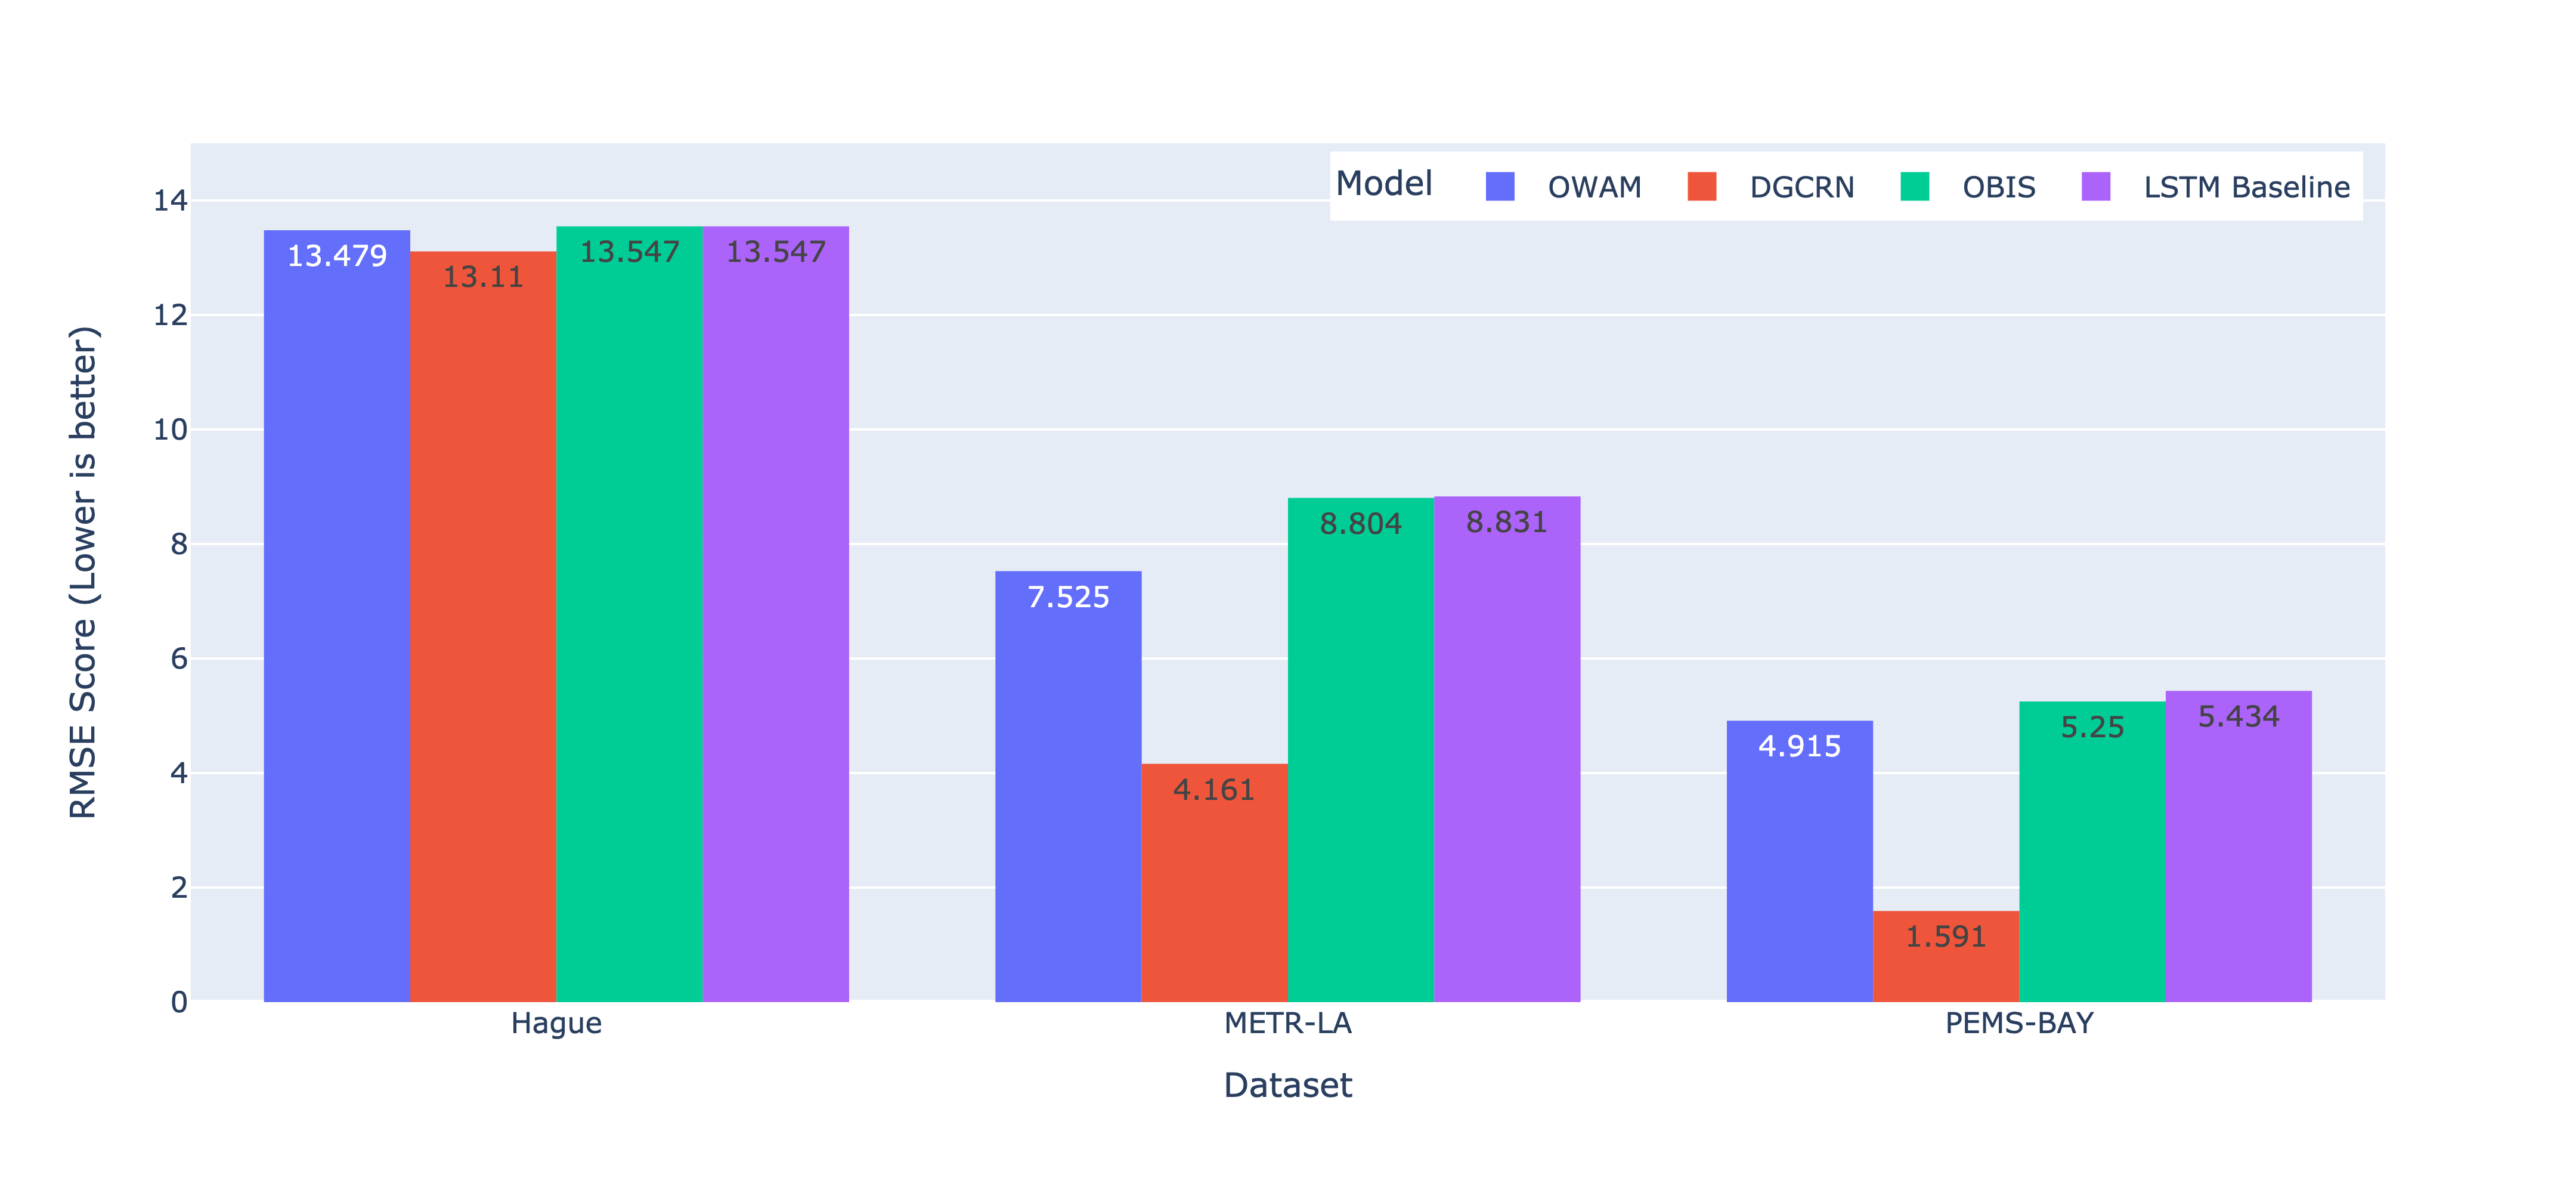 Model OWAM DGCRN OBIS LSTM Baseline
RMSE Score (Lower is better)
14
12
10
8
6
4
2
0
13.479 13.11 13.547 13.547
7.525 4.161 8.804 8.831
4.915 1.591 5.25 5.434
Hague METR-LA PEMS-BAY
Dataset